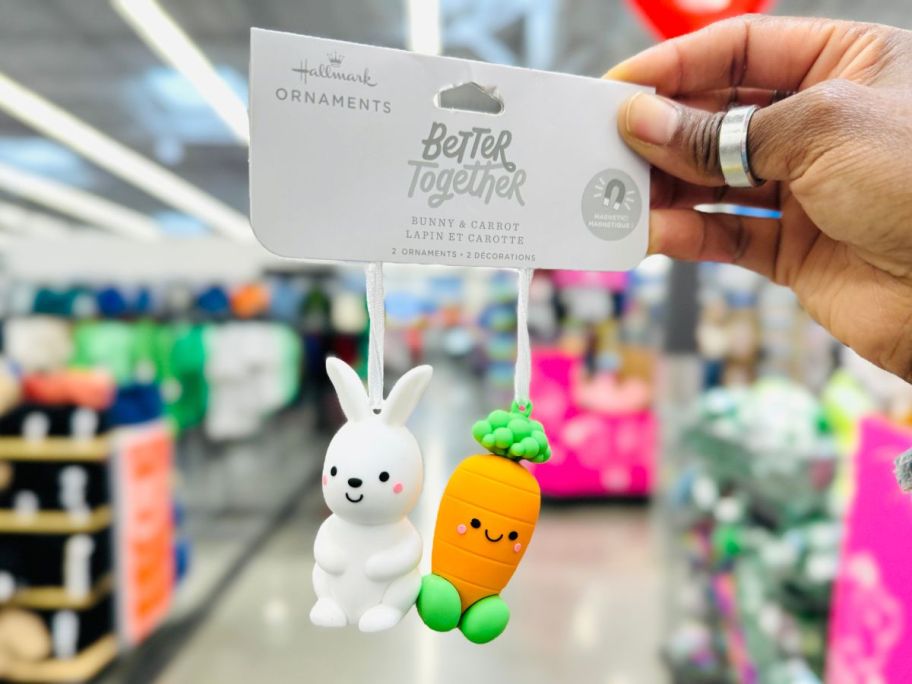 Hallmark
ORNAMENTS
BETTER
Together
BUNNY & CARROT
LAPIN ET CAROTTE
2 ORNAMENTS • 2 DÉCORATIONS
MAGNETIC!
MAGNÉTIQUE!